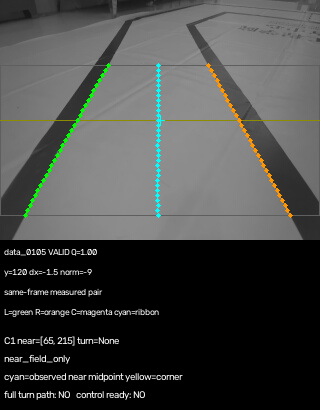 data_0105 VALID Q=1.00
y=120 dx=-1.5 norm=-9
same-frame measured pair
L=green R=orange C=magenta cyan=ribbon
C1 near=[65, 215] turn=None
near_field_only
cyan=observed near midpoint yellow=corner
full turn path: NO control ready: NO